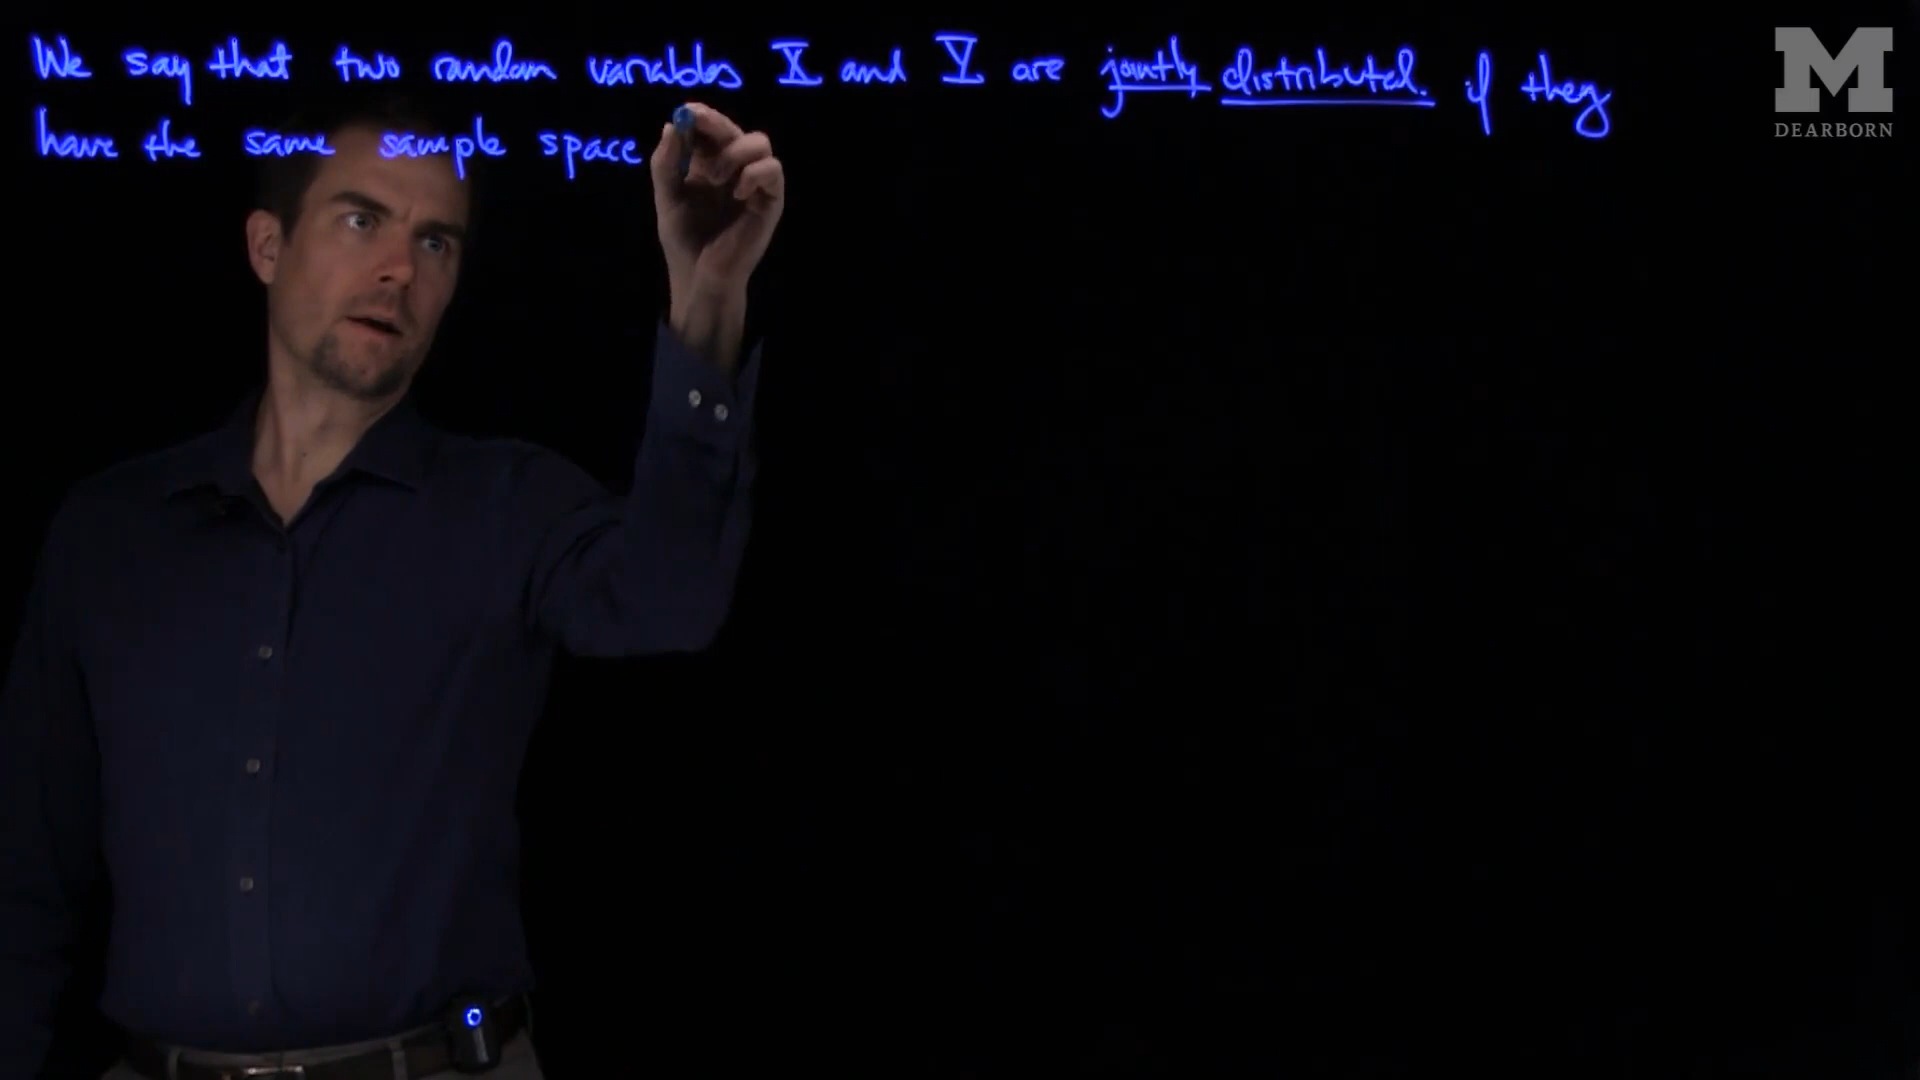 We say that two random variables X and Y are jointly distributed. if they
have the same sample space
M
DEARBORN